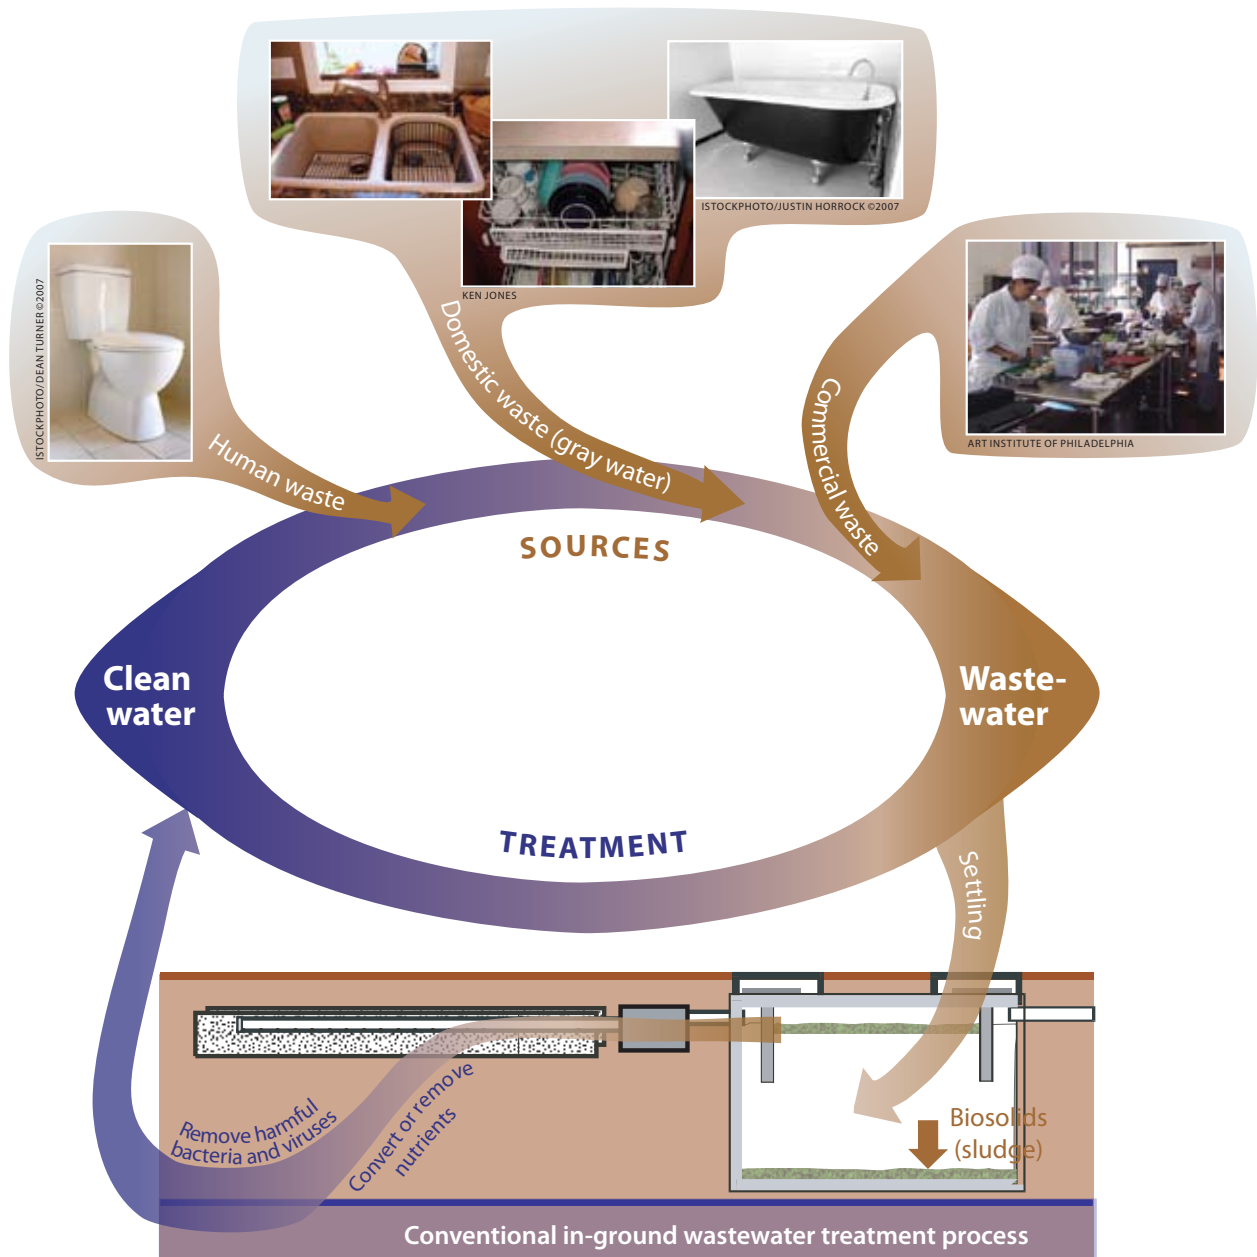 ISTOCKPHOTO/JUSTIN HORROCK ©2007
KEN JONES
ISTOCKPHOTO/DEAN TURNER ©2007
ART INSTITUTE OF PHILADELPHIA
Human waste
Domestic waste (gray water)
Commercial waste
SOURCES
Clean
water
Waste-
water
TREATMENT
Settling
Biosolids
(sludge)
Convert or remove
nutrients
Remove harmful
bacteria and viruses
Conventional in-ground wastewater treatment process